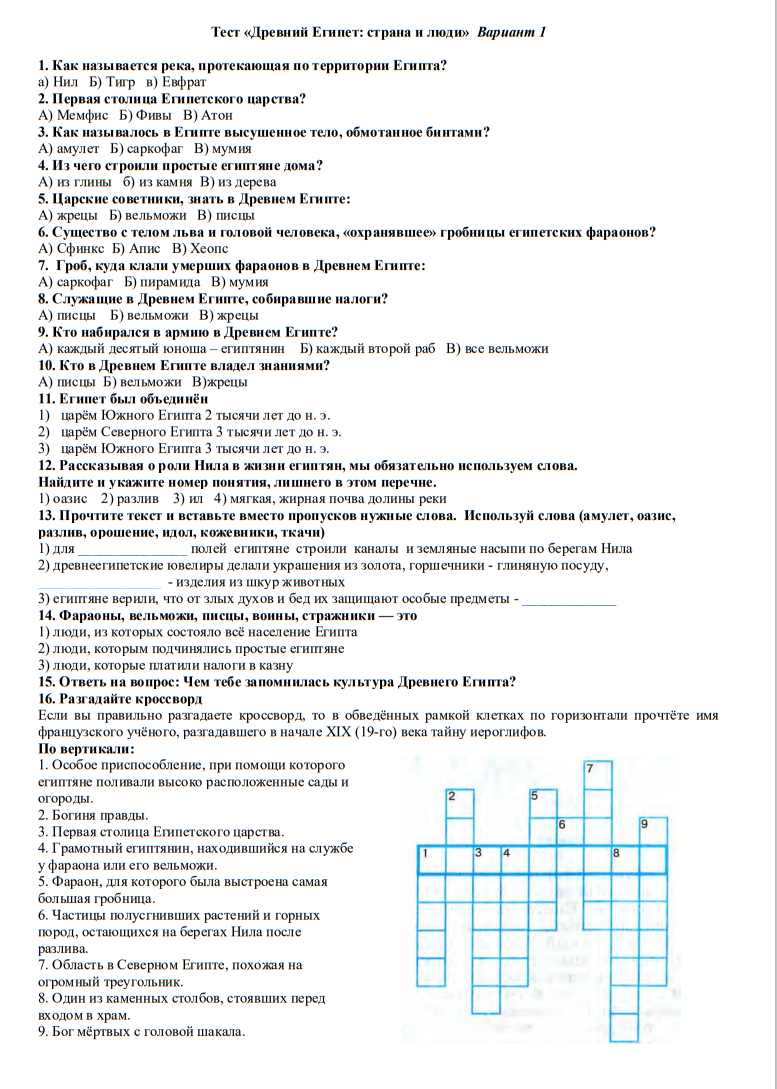 Тест «Древний Египет: страна и люди» Вариант 1
1. Как называется река, протекающая по территории Египта?
а) Нил Б) Тигр в) Евфрат
2. Первая столица Египетского царства?
А) Мемфис Б) Фивы В) Атон
3. Как называлось в Египте высушенное тело, обмотанное бинтами?
А) амулет Б) саркофаг В) мумия
4. Из чего строили простые египтяне дома?
А) из глины б) из камня В) из дерева
5. Царские советники, знать в Древнем Египте:
А) жрецы Б) вельможи В) писцы
6. Существо с телом льва и головой человека, «охранявшее» гробницы египетских фараонов?
А) Сфинкс Б) Апис В) Хеопс
7. Гроб, куда клали умерших фараонов в Древнем Египте:
А) саркофаг Б) пирамида В) мумия
8. Служащие в Древнем Египте, собиравшие налоги?
А) писцы Б) вельможи В) жрецы
9. Кто набирался в армию в Древнем Египте?
А) каждый десятый юноша – египтянин Б) каждый второй раб В) все вельможи
10. Кто в Древнем Египте владел знаниями?
А) писцы Б) вельможи В)жрецы
11. Египет был объединён
1) царём Южного Египта 2 тысячи лет до н. э.
2) царём Северного Египта 3 тысячи лет до н. э.
3) царём Южного Египта 3 тысячи лет до н. э.
12. Рассказывая о роли Нила в жизни египтян, мы обязательно используем слова.
Найдите и укажите номер понятия, лишнего в этом перечне.
1) оазис 2) разлив 3) ил 4) мягкая, жирная почва долины реки
13. Прочтите текст и вставьте вместо пропусков нужные слова. Используй слова (амулет, оазис,
разлив, орошение, идол, кожевники, ткачи)
1) для _______________ полей египтяне строили каналы и земляные насыпи по берегам Нила
2) древнеегипетские ювелиры делали украшения из золота, горшечники - глиняную посуду,
_________________ - изделия из шкур животных
3) египтяне верили, что от злых духов и бед их защищают особые предметы - _____________
14. Фараоны, вельможи, писцы, воины, стражники — это
1) люди, из которых состояло всё население Египта
2) люди, которым подчинялись простые египтяне
3) люди, которые платили налоги в казну
15. Ответь на вопрос: Чем тебе запомнилась культура Древнего Египта?
16. Разгадайте кроссворд
Если вы правильно разгадаете кроссворд, то в обведённых рамкой клетках по горизонтали прочтёте имя
французского учёного, разгадавшего в начале XIX (19-го) века тайну иероглифов.
По вертикали:
1. Особое приспособление, при помощи которого
египтяне поливали высоко расположенные сады и
огороды.
2. Богиня правды.
3. Первая столица Египетского царства.
4. Грамотный египтянин, находившийся на службе
у фараона или его вельможи.
5. Фараон, для которого была выстроена самая
большая гробница.
6. Частицы полусгнивших растений и горных
пород, остающихся на берегах Нила после
разлива.
7. Область в Северном Египте, похожая на
огромный треугольник.
8. Один из каменных столбов, стоявших перед
входом в храм.
9. Бог мёртвых с головой шакала.
7
2 5
6 9
1 3 4 8